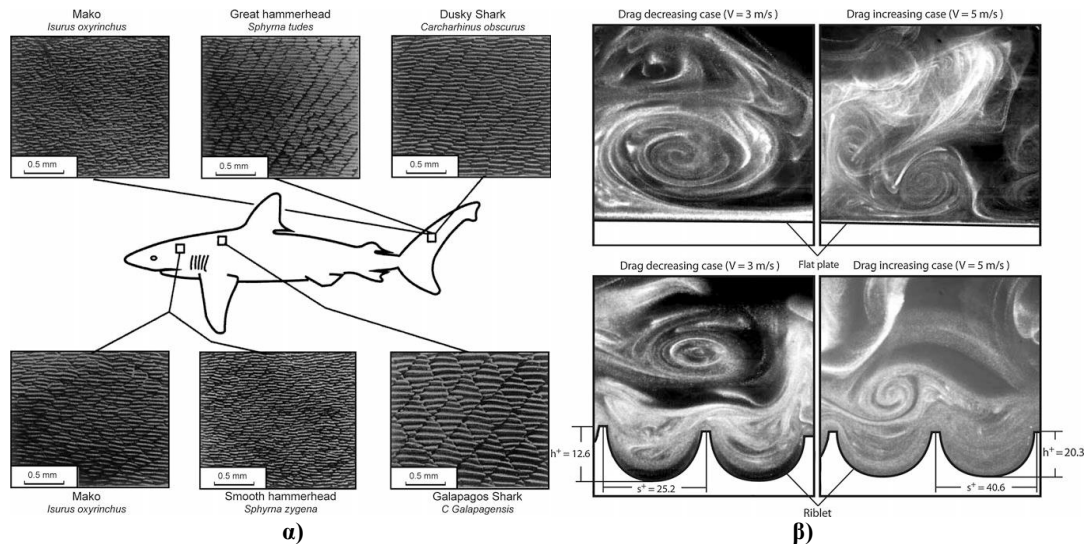 Mako
Isurus oxyrinchus
Great hammerhead
Sphyrna tudes
Dusky Shark
Carcharhinus obscurus
0.5 mm
0.5 mm
0.5 mm
0.5 mm
0.5 mm
0.5 mm
Mako
Isurus oxyrinchus
Smooth hammerhead
Sphyrna zygena
Galapagos Shark
C Galapagensis
α)
Drag decreasing case (V = 3 m/s)
Drag increasing case (V = 5 m/s)
Flat plate
Drag decreasing case (V = 3 m/s)
Drag increasing case (V = 5 m/s)
h⁺ = 12.6
h⁺ = 20.3
s⁺ = 25.2
s⁺ = 40.6
Riblet
β)